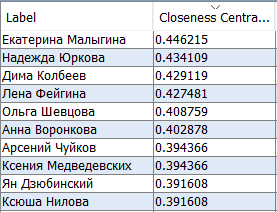 Label Closeness Centra...
Екатерина Малыгина 0.446215
Надежда Юркова 0.434109
Дима Колбеев 0.429119
Лена Фейгина 0.427481
Ольга Шевцова 0.408759
Анна Воронкова 0.402878
Арсений Чуйков 0.394366
Ксения Медведевских 0.394366
Ян Дзюбинский 0.391608
Ксюша Нилова 0.391608